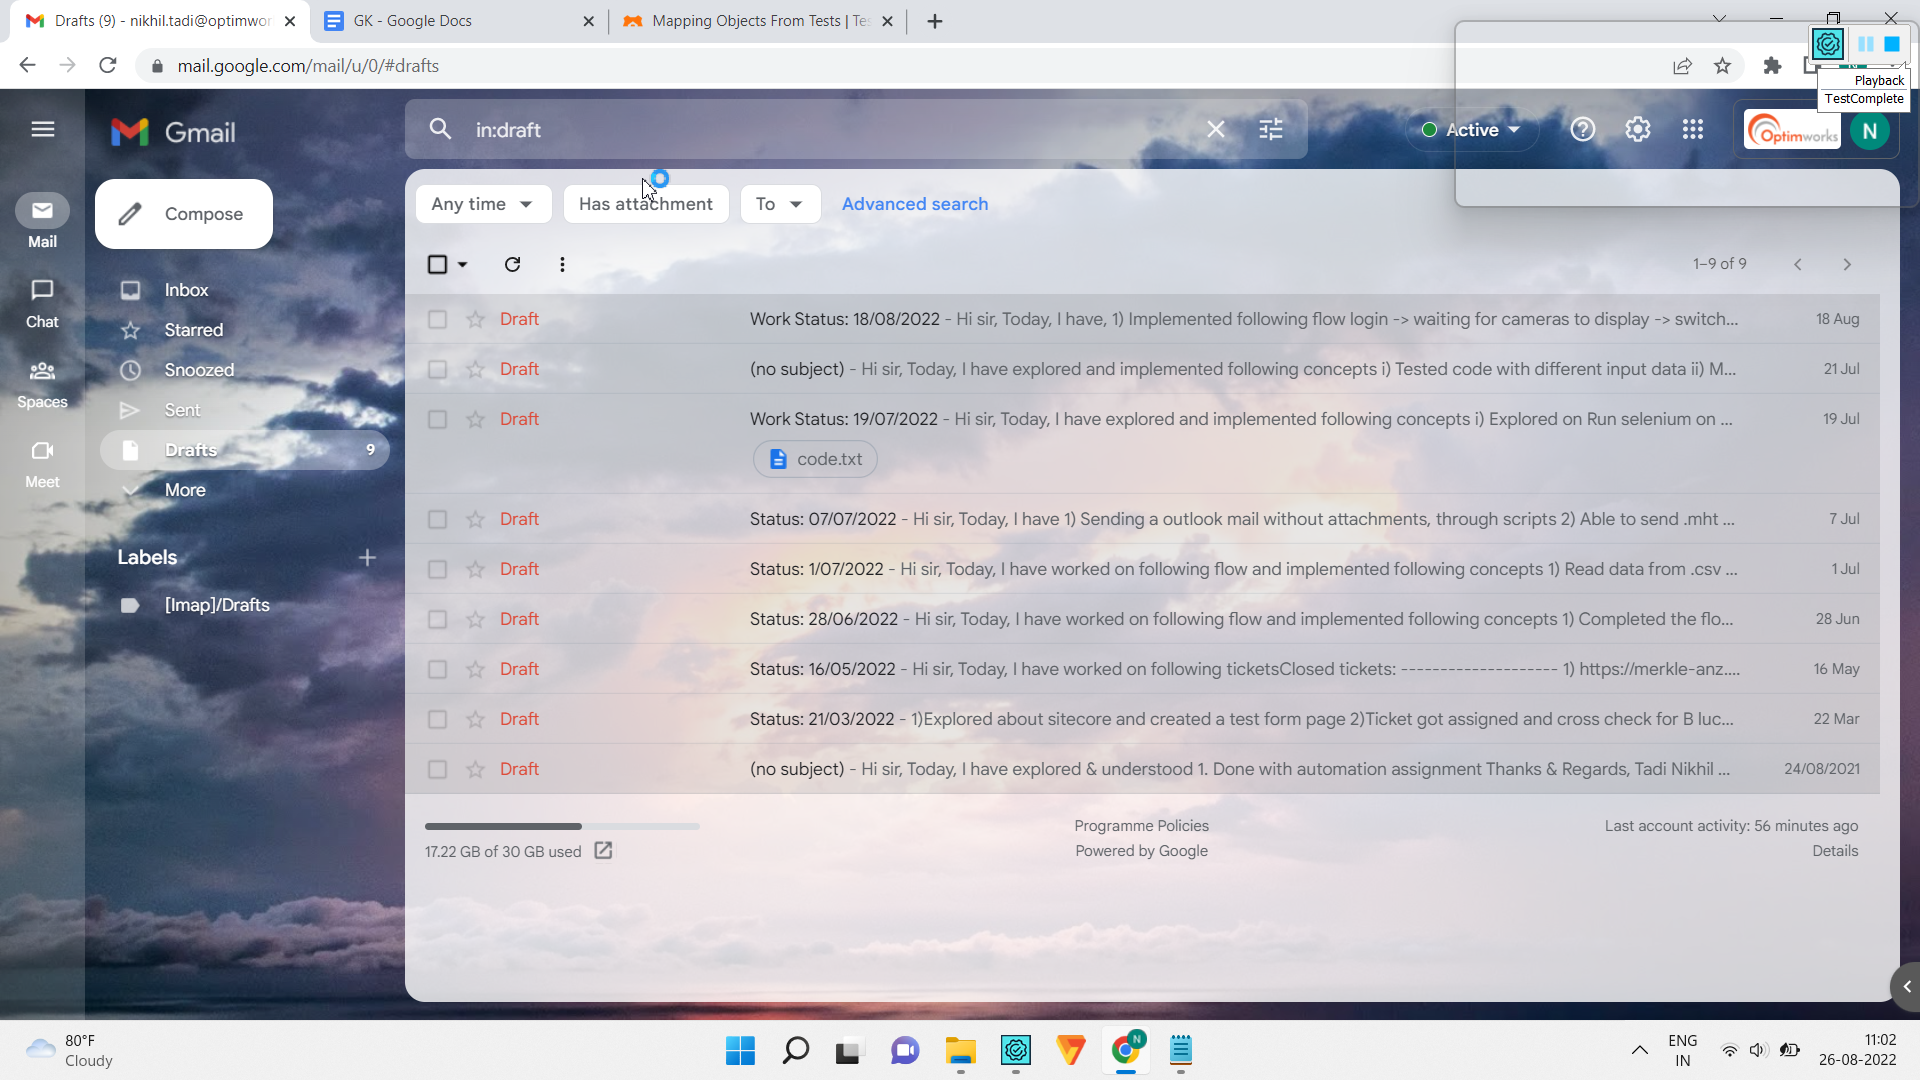 Drafts (9) - nikhil.tadi@optimwor
GK - Google Docs
Mapping Objects From Tests | Tes
mail.google.com/mail/u/0/#drafts
Playback
TestComplete
Gmail
in:draft
Active
Optimworks
N
Mail
Chat
Spaces
Meet
Compose
Inbox
Starred
Snoozed
Sent
Drafts 9
More
Labels
[Imap]/Drafts
Any time
Has attachment
To
Advanced search
1–9 of 9
Draft Work Status: 18/08/2022 - Hi sir, Today, I have, 1) Implemented following flow login -> waiting for cameras to display -> switch... 18 Aug
Draft (no subject) - Hi sir, Today, I have explored and implemented following concepts i) Tested code with different input data ii) M... 21 Jul
Draft Work Status: 19/07/2022 - Hi sir, Today, I have explored and implemented following concepts i) Explored on Run selenium on ... 19 Jul
code.txt
Draft Status: 07/07/2022 - Hi sir, Today, I have 1) Sending a outlook mail without attachments, through scripts 2) Able to send .mht ... 7 Jul
Draft Status: 1/07/2022 - Hi sir, Today, I have worked on following flow and implemented following concepts 1) Read data from .csv ... 1 Jul
Draft Status: 28/06/2022 - Hi sir, Today, I have worked on following flow and implemented following concepts 1) Completed the flo... 28 Jun
Draft Status: 16/05/2022 - Hi sir, Today, I have worked on following ticketsClosed tickets: -------------------- 1) https://merkle-anz.... 16 May
Draft Status: 21/03/2022 - 1)Explored about sitecore and created a test form page 2)Ticket got assigned and cross check for B luc... 22 Mar
Draft (no subject) - Hi sir, Today, I have explored & understood 1. Done with automation assignment Thanks & Regards, Tadi Nikhil ... 24/08/2021
17.22 GB of 30 GB used
Programme Policies
Powered by Google
Last account activity: 56 minutes ago
Details
80°F
Cloudy
N
ENG
IN
11:02
26-08-2022